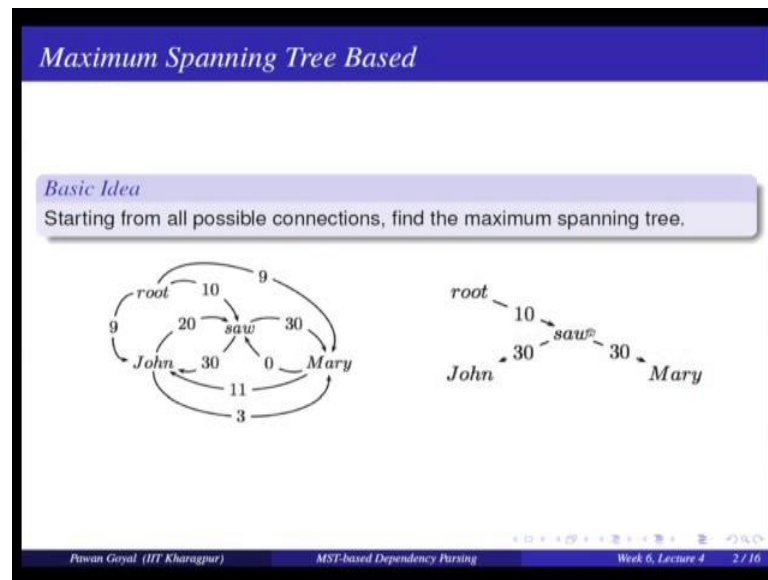 Maximum Spanning Tree Based
Basic Idea
Starting from all possible connections, find the maximum spanning tree.
9
root 10
9 20 saw 30
John 30 0 Mary
11
3
root
10
saw
30 30
John Mary
Pawan Goyal (IIT Kharagpur) MST-based Dependency Parsing Week 6, Lecture 4 2 / 16